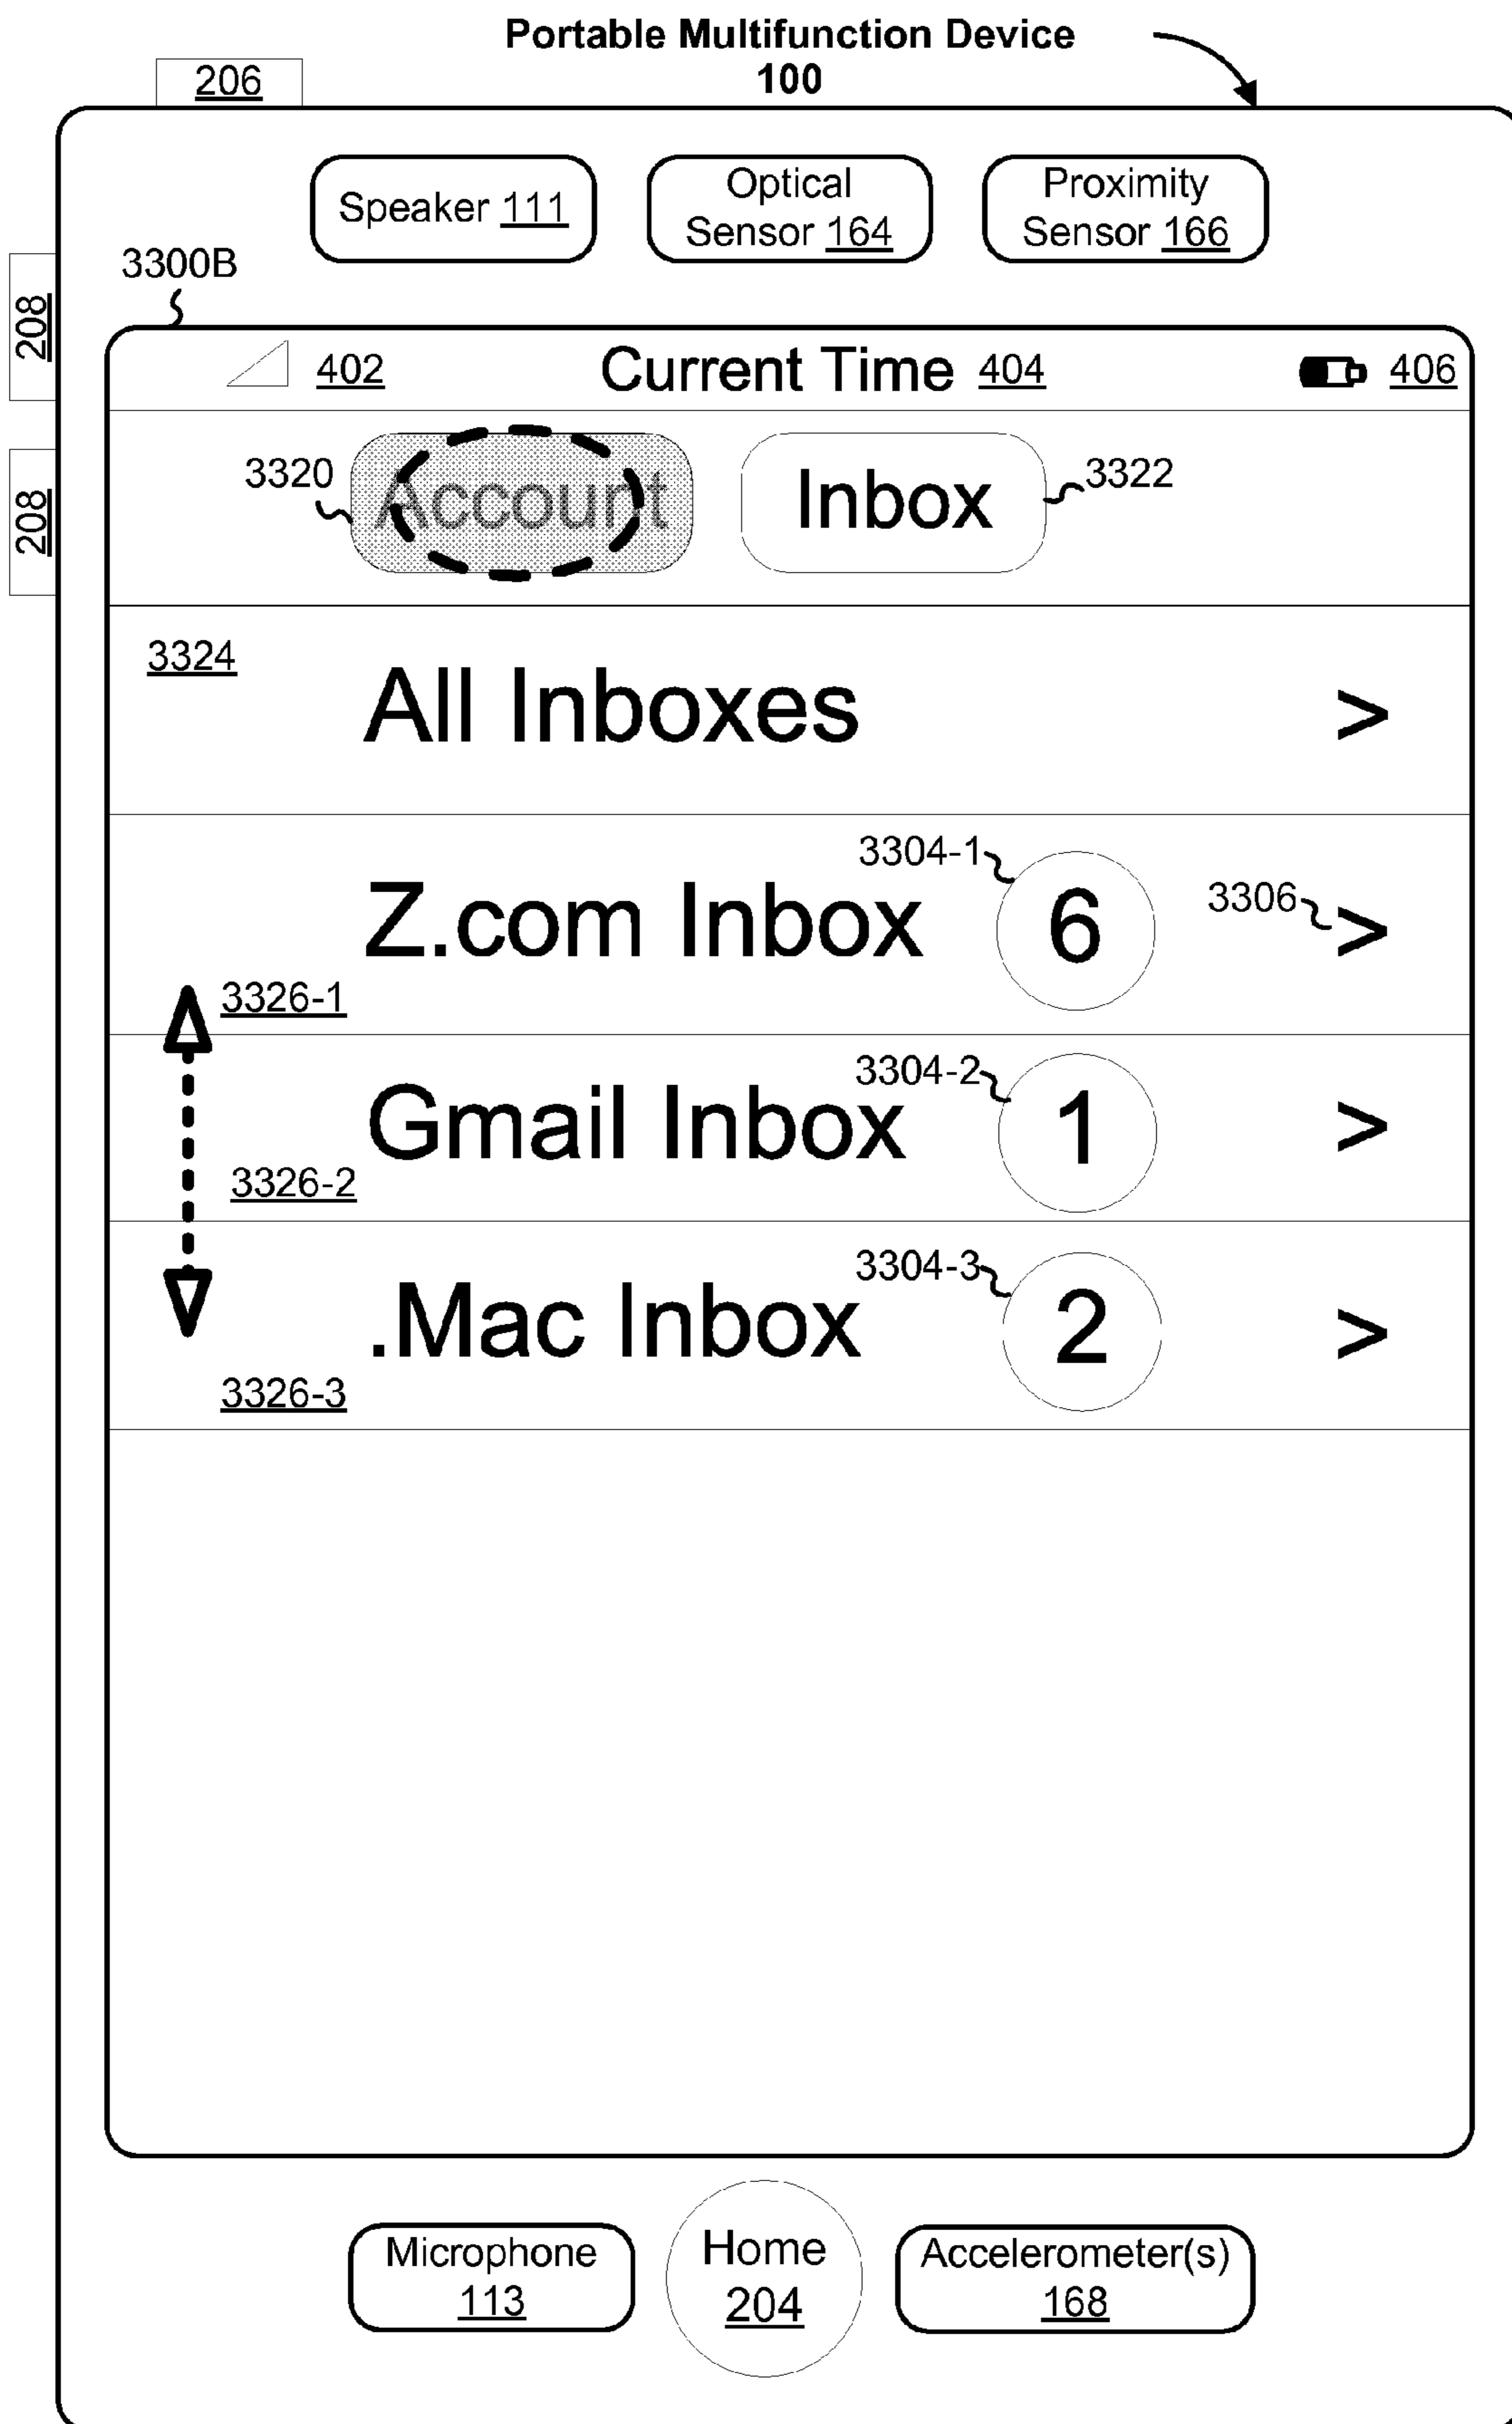 Portable Multifunction Device
100
206
Speaker 111
Optical
Sensor 164
Proximity
Sensor 166
3300B
208
208
402
Current Time 404
406
3320
Account
Inbox
3322
3324
All Inboxes
>
Z.com Inbox
3304-1
6
3306
>
3326-1
Gmail Inbox
3304-2
1
>
3326-2
.Mac Inbox
3304-3
2
>
3326-3
Microphone
113
Home
204
Accelerometer(s)
168